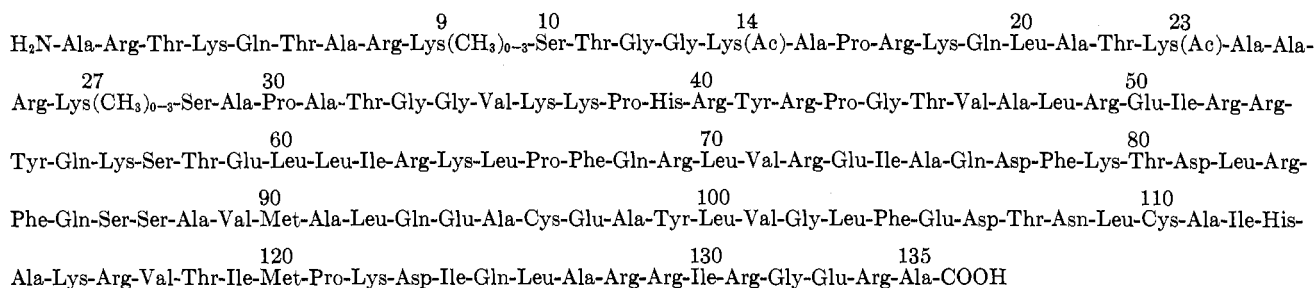 9 10 14 20 23
H₂N-Ala-Arg-Thr-Lys-Gln-Thr-Ala-Arg-Lys(CH₃)₀₋₃-Ser-Thr-Gly-Gly-Lys(Ac)-Ala-Pro-Arg-Lys-Gln-Leu-Ala-Thr-Lys(Ac)-Ala-Ala-
27 30 40 50
Arg-Lys(CH₃)₀₋₃-Ser-Ala-Pro-Ala-Thr-Gly-Gly-Val-Lys-Lys-Pro-His-Arg-Tyr-Arg-Pro-Gly-Thr-Val-Ala-Leu-Arg-Glu-Ile-Arg-Arg-
60 70 80
Tyr-Gln-Lys-Ser-Thr-Glu-Leu-Leu-Ile-Arg-Lys-Leu-Pro-Phe-Gln-Arg-Leu-Val-Arg-Glu-Ile-Ala-Gln-Asp-Phe-Lys-Thr-Asp-Leu-Arg-
90 100 110
Phe-Gln-Ser-Ser-Ala-Val-Met-Ala-Leu-Gln-Glu-Ala-Cys-Glu-Ala-Tyr-Leu-Val-Gly-Leu-Phe-Glu-Asp-Thr-Asn-Leu-Cys-Ala-Ile-His-
120 130 135
Ala-Lys-Arg-Val-Thr-Ile-Met-Pro-Lys-Asp-Ile-Gln-Leu-Ala-Arg-Arg-Ile-Arg-Gly-Glu-Arg-Ala-COOH